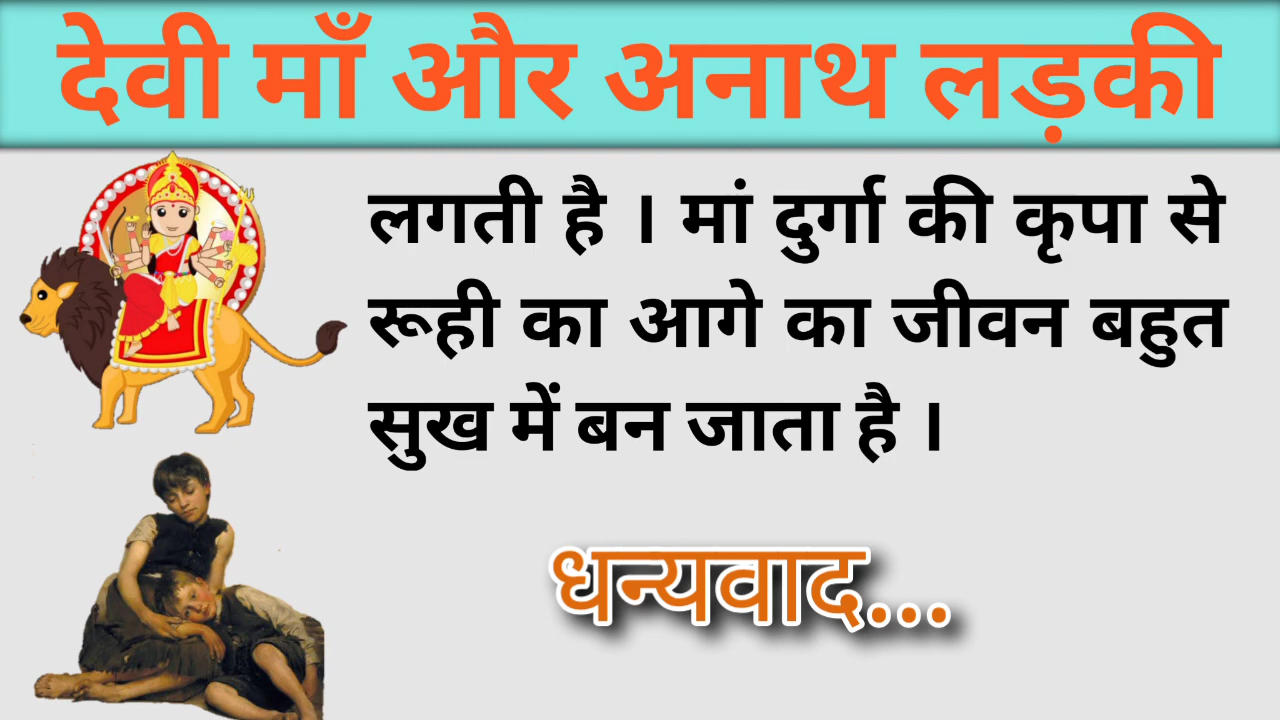 देवी माँ और अनाथ लड़की
लगती है । मां दुर्गा की कृपा से
रूही का आगे का जीवन बहुत
सुख में बन जाता है ।
धन्यवाद...